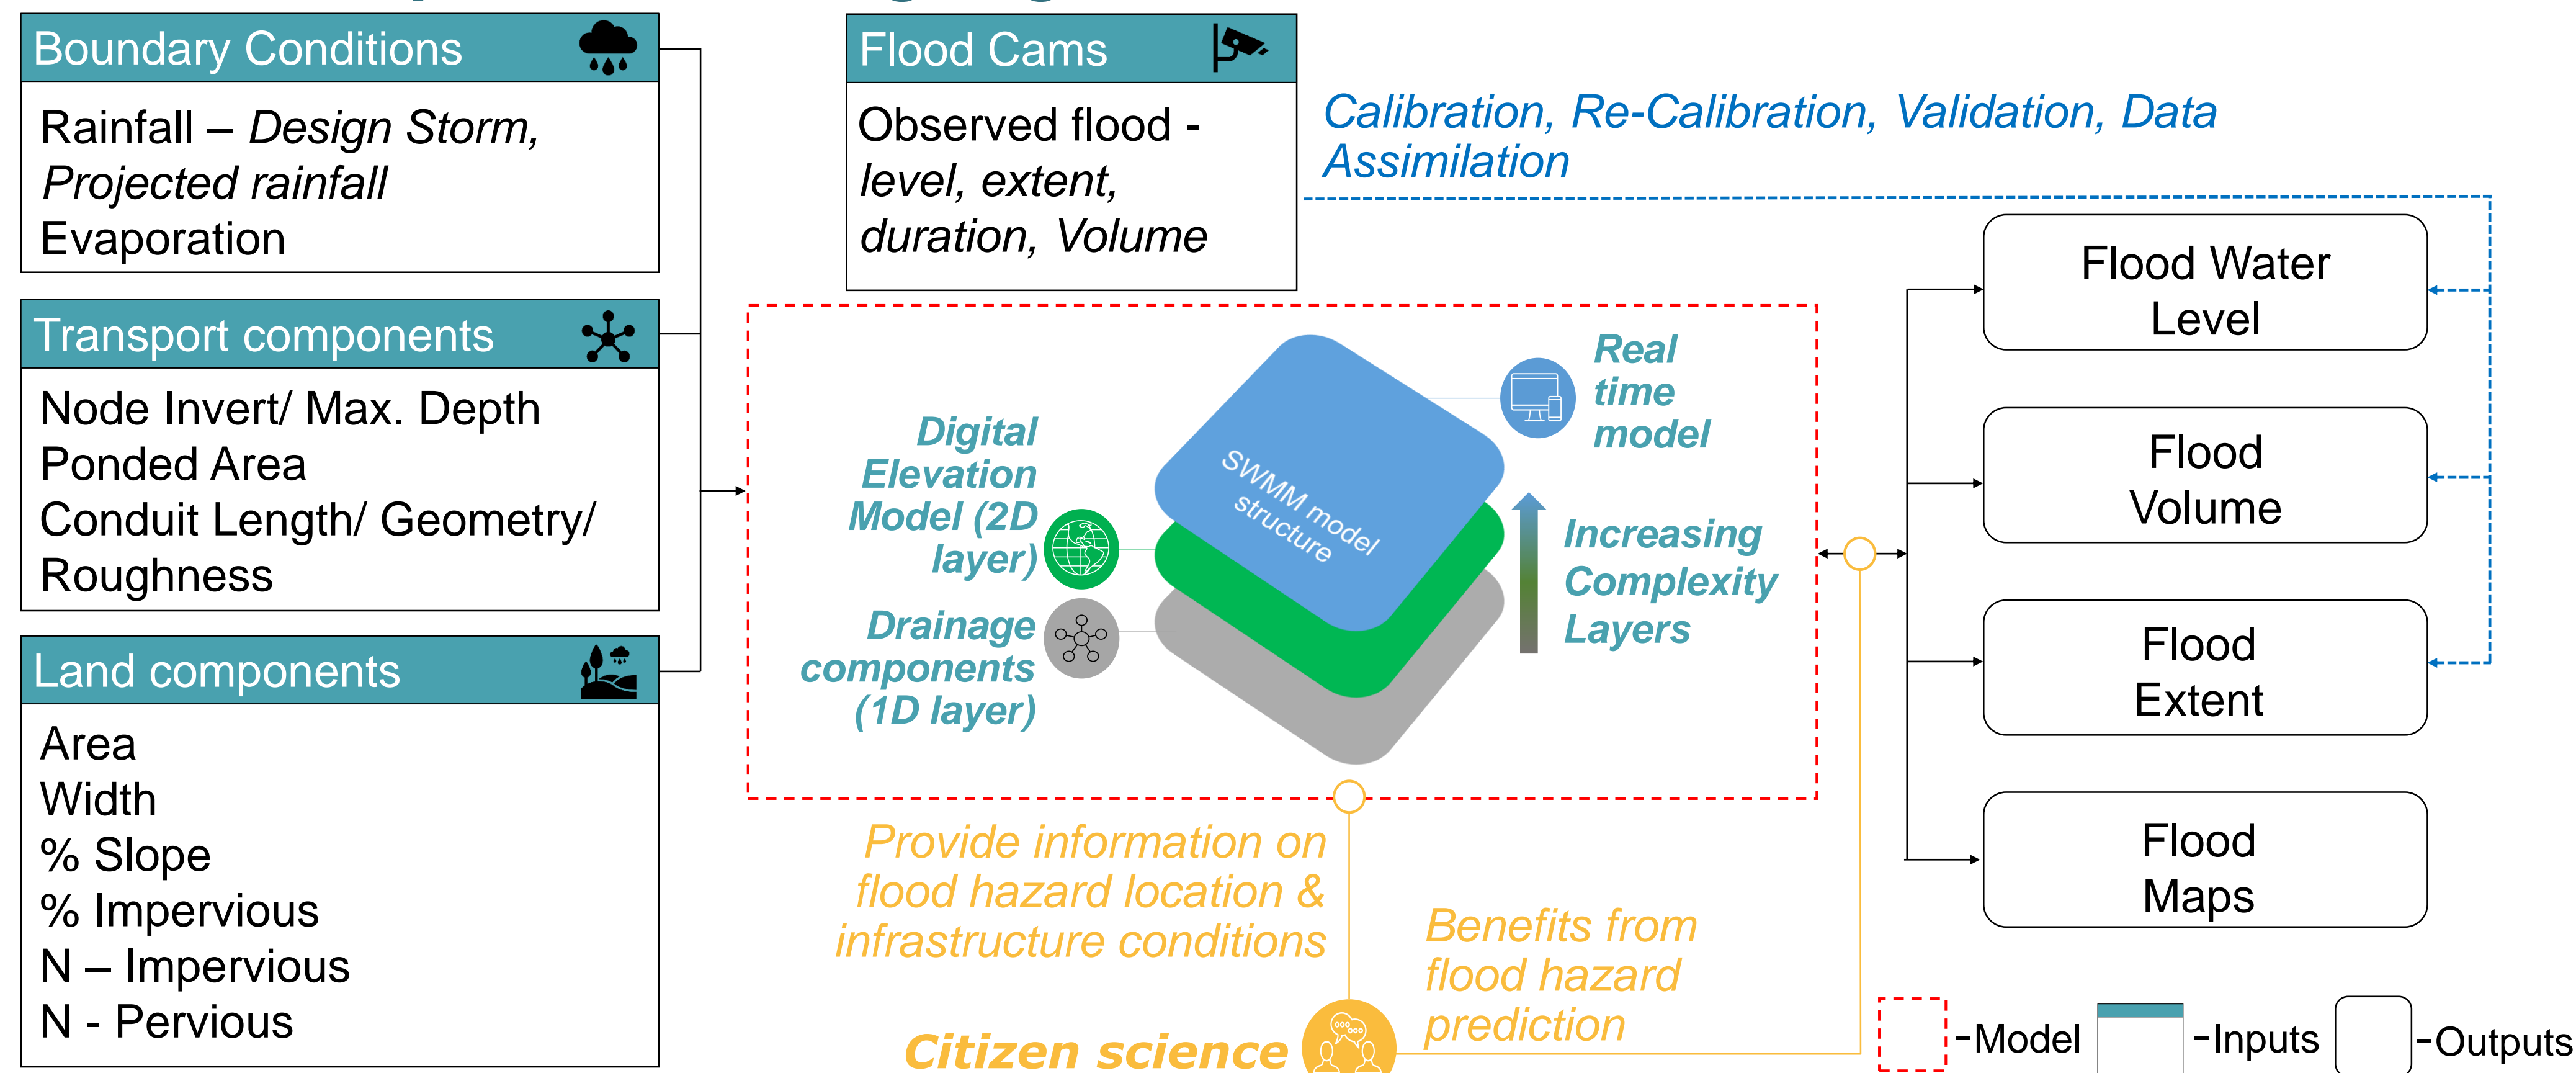 Boundary Conditions
Rainfall – Design Storm,
Projected rainfall
Evaporation
Transport components
Node Invert/ Max. Depth
Ponded Area
Conduit Length/ Geometry/
Roughness
Land components
Area
Width
% Slope
% Impervious
N – Impervious
N - Pervious
Flood Cams
Observed flood -
level, extent,
duration, Volume
Calibration, Re-Calibration, Validation, Data
Assimilation
Digital
Elevation
Model (2D
layer)
Drainage
components
(1D layer)
SWMM model
structure
Real
time
model
Increasing
Complexity
Layers
Provide information on
flood hazard location &
infrastructure conditions
Benefits from
flood hazard
prediction
Citizen science
Flood Water
Level
Flood
Volume
Flood
Extent
Flood
Maps
-Model
-Inputs
-Outputs